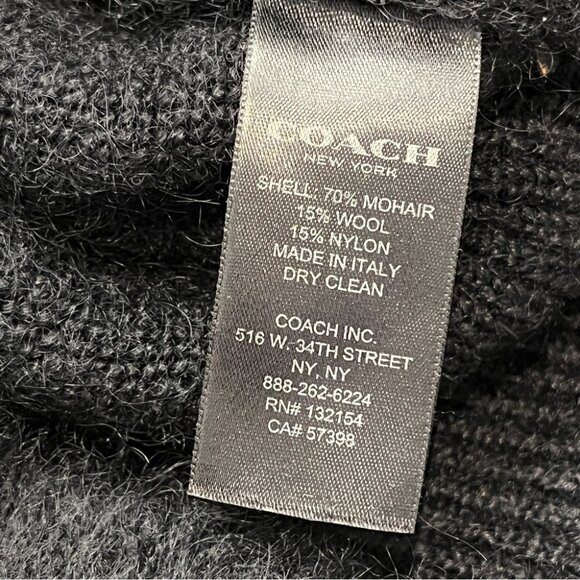 COACH
NEW YORK
SHELL: 70% MOHAIR
15% WOOL
15% NYLON
MADE IN ITALY
DRY CLEAN
COACH INC.
516 W. 34TH STREET
NY. NY
888-262-6224
RN# 132154
CA# 57398